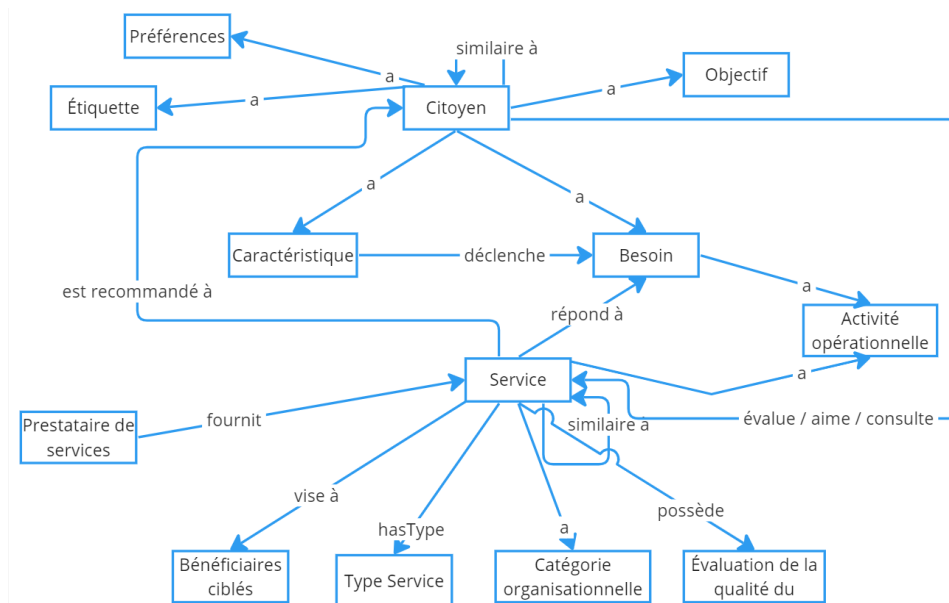 Préférences
similaire à
Objectif
a
a
a
Étiquette
Citoyen
a
a
Caractéristique
déclenche
Besoin
est recommandé à
a
répond à
Activité
opérationnelle
Service
a
Prestataire de
services
fournit
similaire à
évalue / aime / consulte
vise à
hasType
a
possède
Bénéficiaires
ciblés
Type Service
Catégorie
organisationnelle
Évaluation de la
qualité du